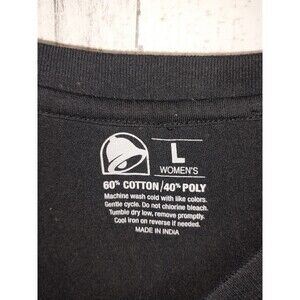 L
WOMEN'S
60% COTTON/40% POLY
Machine wash cold with like colors.
Gentle cycle. Do not chlorine bleach.
Tumble dry low, remove promptly.
Cool iron on reverse if needed.
MADE IN INDIA